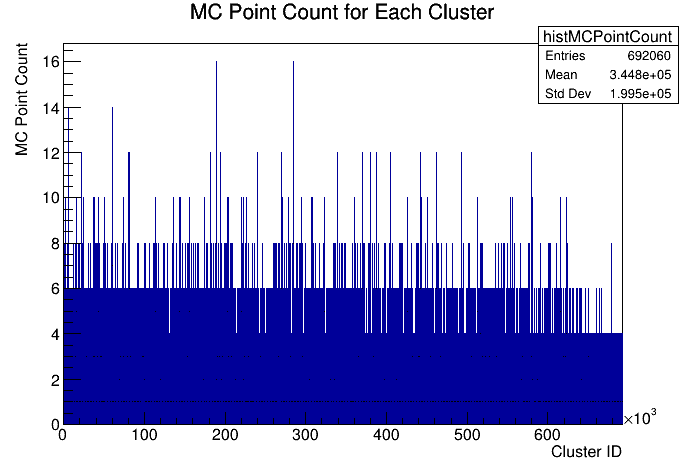 MC Point Count for Each Cluster
histMCPointCount
Entries 692060
Mean 3.448e+05
Std Dev 1.995e+05
MC Point Count
16
14
12
10
8
6
4
2
0
0 100 200 300 400 500 600
×10³
Cluster ID